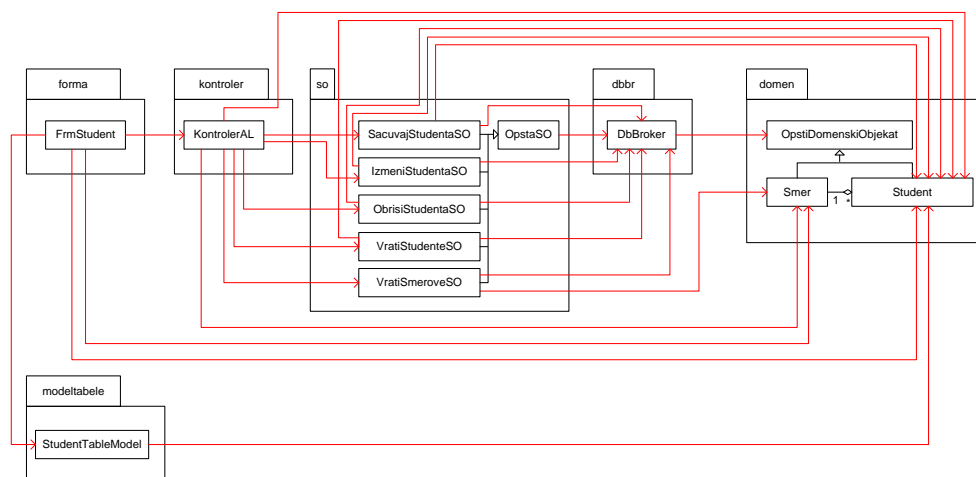 forma
kontroler
so
dbbr
domen
FrmStudent
KontrolerAL
SacuvajStudentaSO
OpstaSO
DbBroker
OpstiDomenskiObjekat
IzmeniStudentaSO
Smer
Student
1
*
ObrisiStudentaSO
VratiStudenteSO
VratiSmeroveSO
modeltabele
StudentTableModel